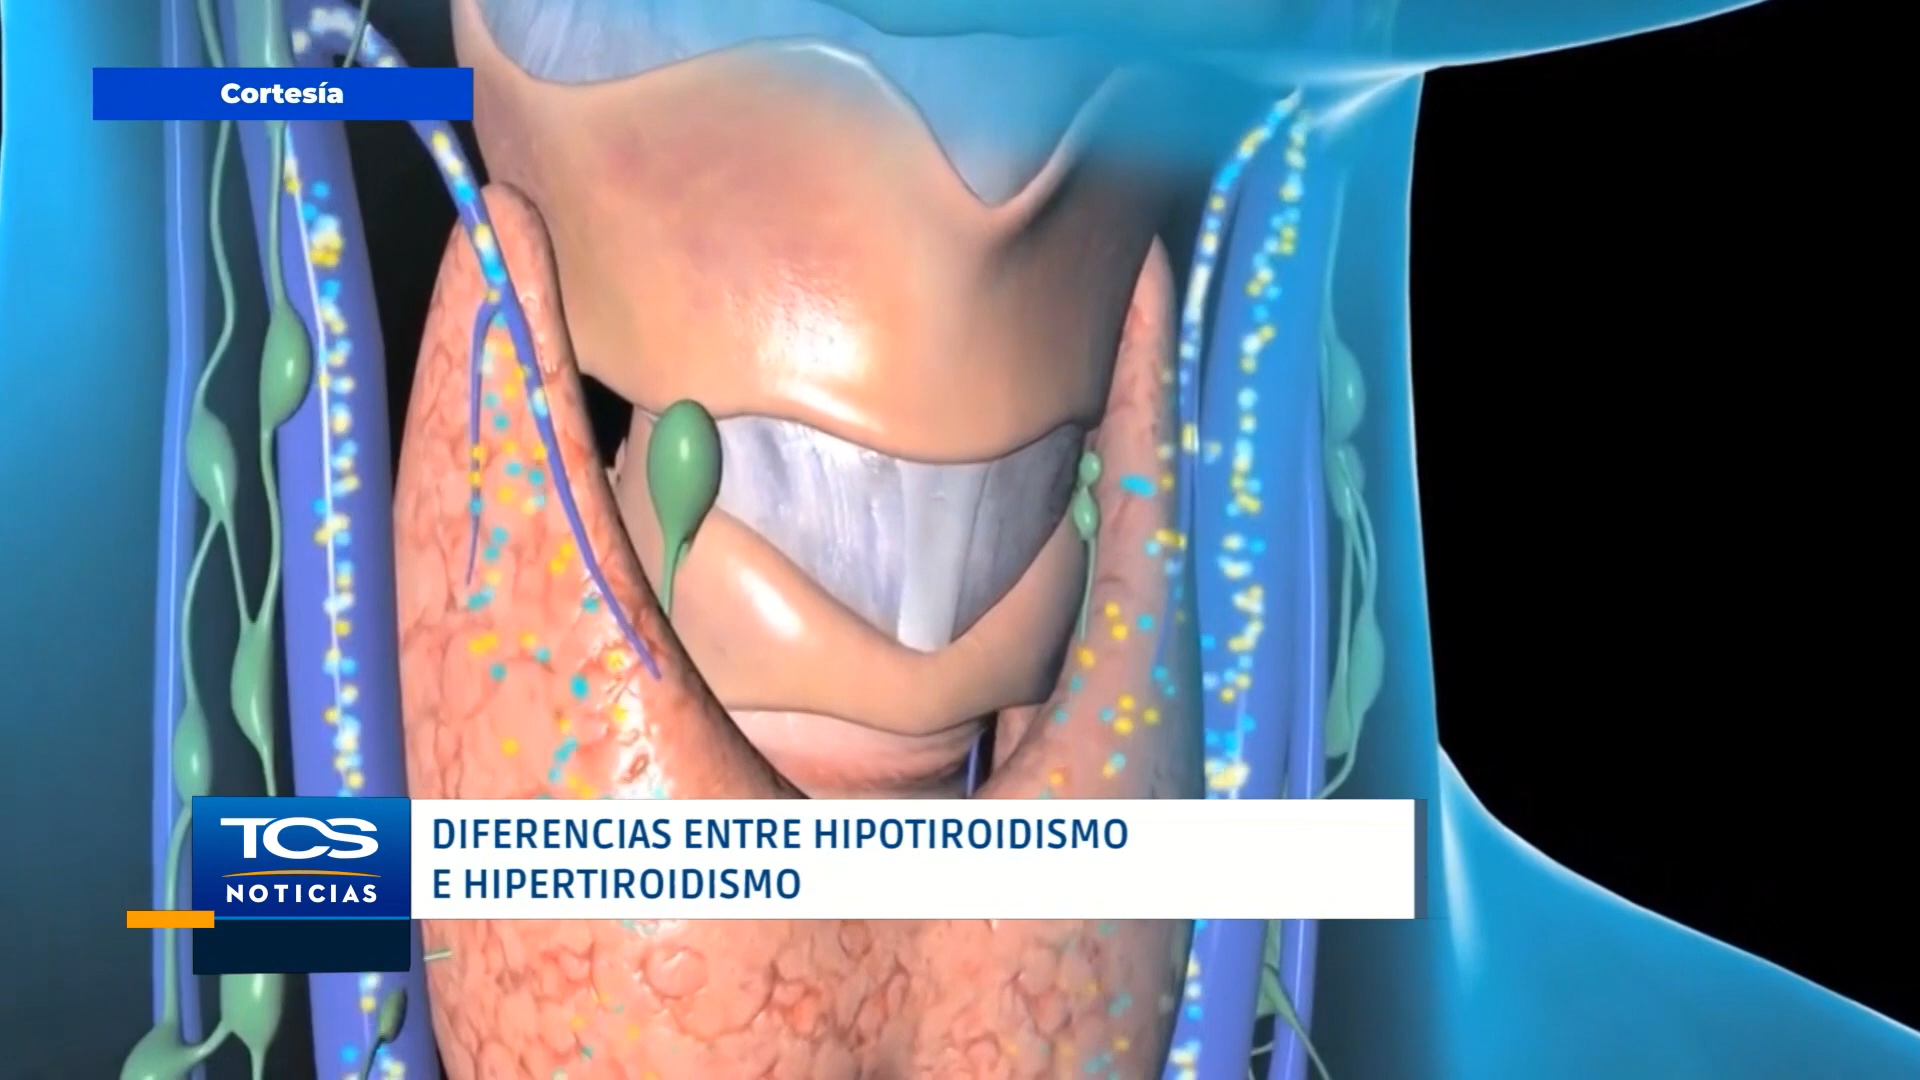 Cortesía
TCS
NOTICIAS
DIFERENCIAS ENTRE HIPOTIROIDISMO
E HIPERTIROIDISMO